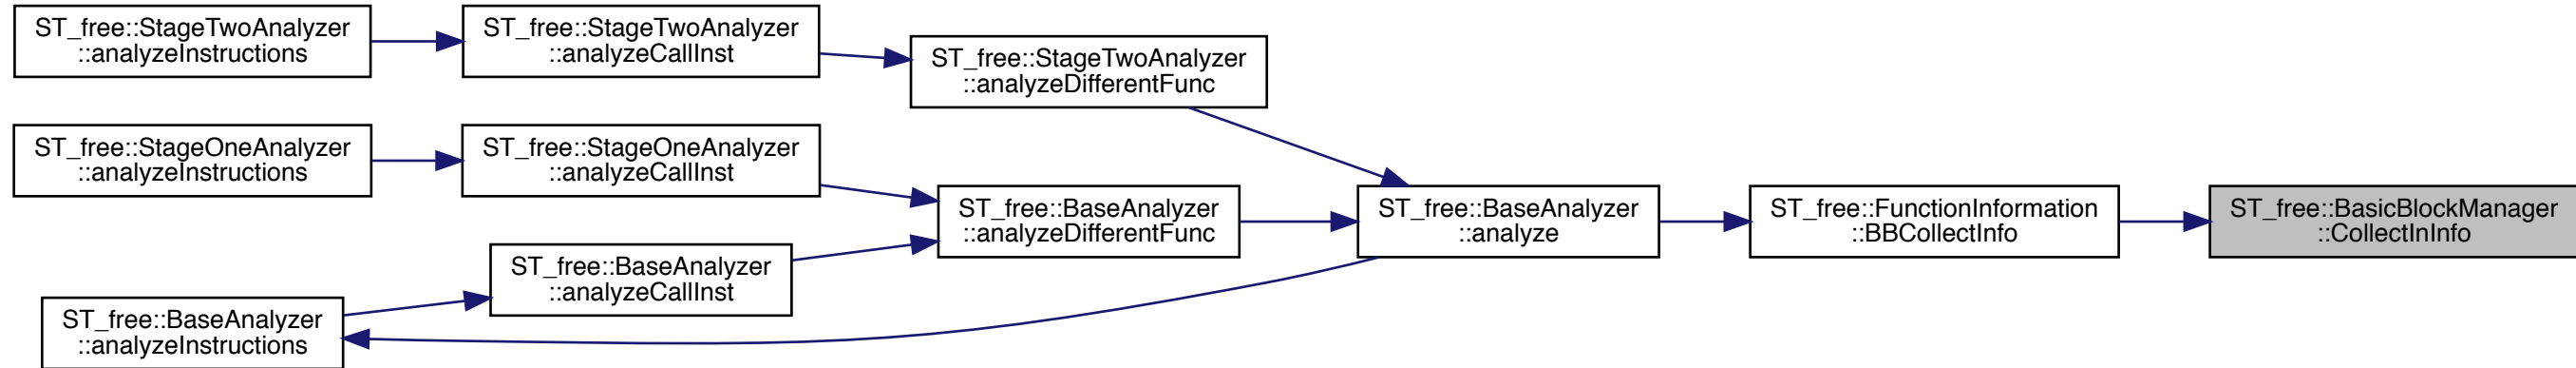 ST_free::StageTwoAnalyzer
::analyzeInstructions
ST_free::StageTwoAnalyzer
::analyzeCallInst
ST_free::StageTwoAnalyzer
::analyzeDifferentFunc
ST_free::StageOneAnalyzer
::analyzeInstructions
ST_free::StageOneAnalyzer
::analyzeCallInst
ST_free::BaseAnalyzer
::analyzeDifferentFunc
ST_free::BaseAnalyzer
::analyze
ST_free::FunctionInformation
::BBCollectInfo
ST_free::BasicBlockManager
::CollectInInfo
ST_free::BaseAnalyzer
::analyzeCallInst
ST_free::BaseAnalyzer
::analyzeInstructions